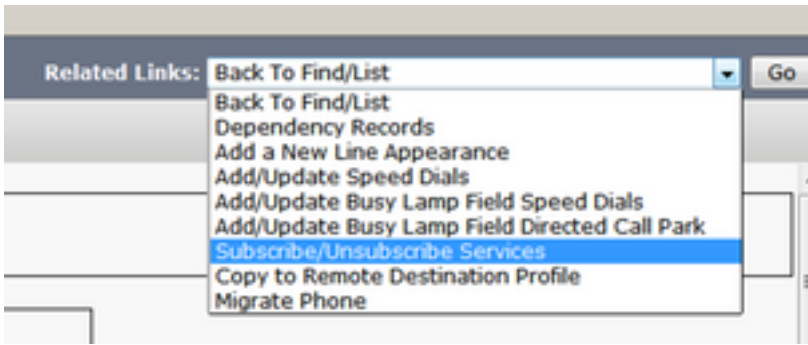 Related Links: Back To Find/List Go
Back To Find/List
Dependency Records
Add a New Line Appearance
Add/Update Speed Dials
Add/Update Busy Lamp Field Speed Dials
Add/Update Busy Lamp Field Directed Call Park
Subscribe/Unsubscribe Services
Copy to Remote Destination Profile
Migrate Phone